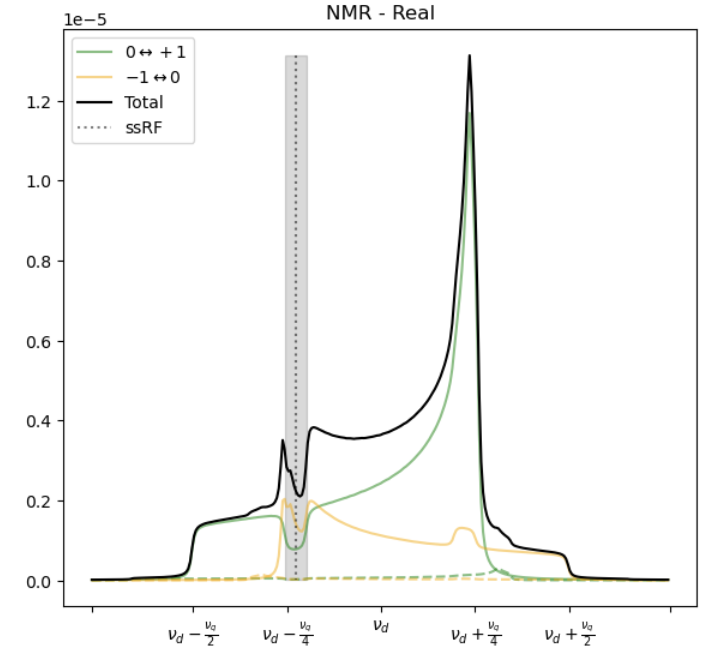 NMR - Real
1e−5
0 ↔ + 1
−1 ↔ 0
Total
ssRF
1.2
1.0
0.8
0.6
0.4
0.2
0.0
ν_d − ν_q/2
ν_d − ν_q/4
ν_d
ν_d + ν_q/4
ν_d + ν_q/2